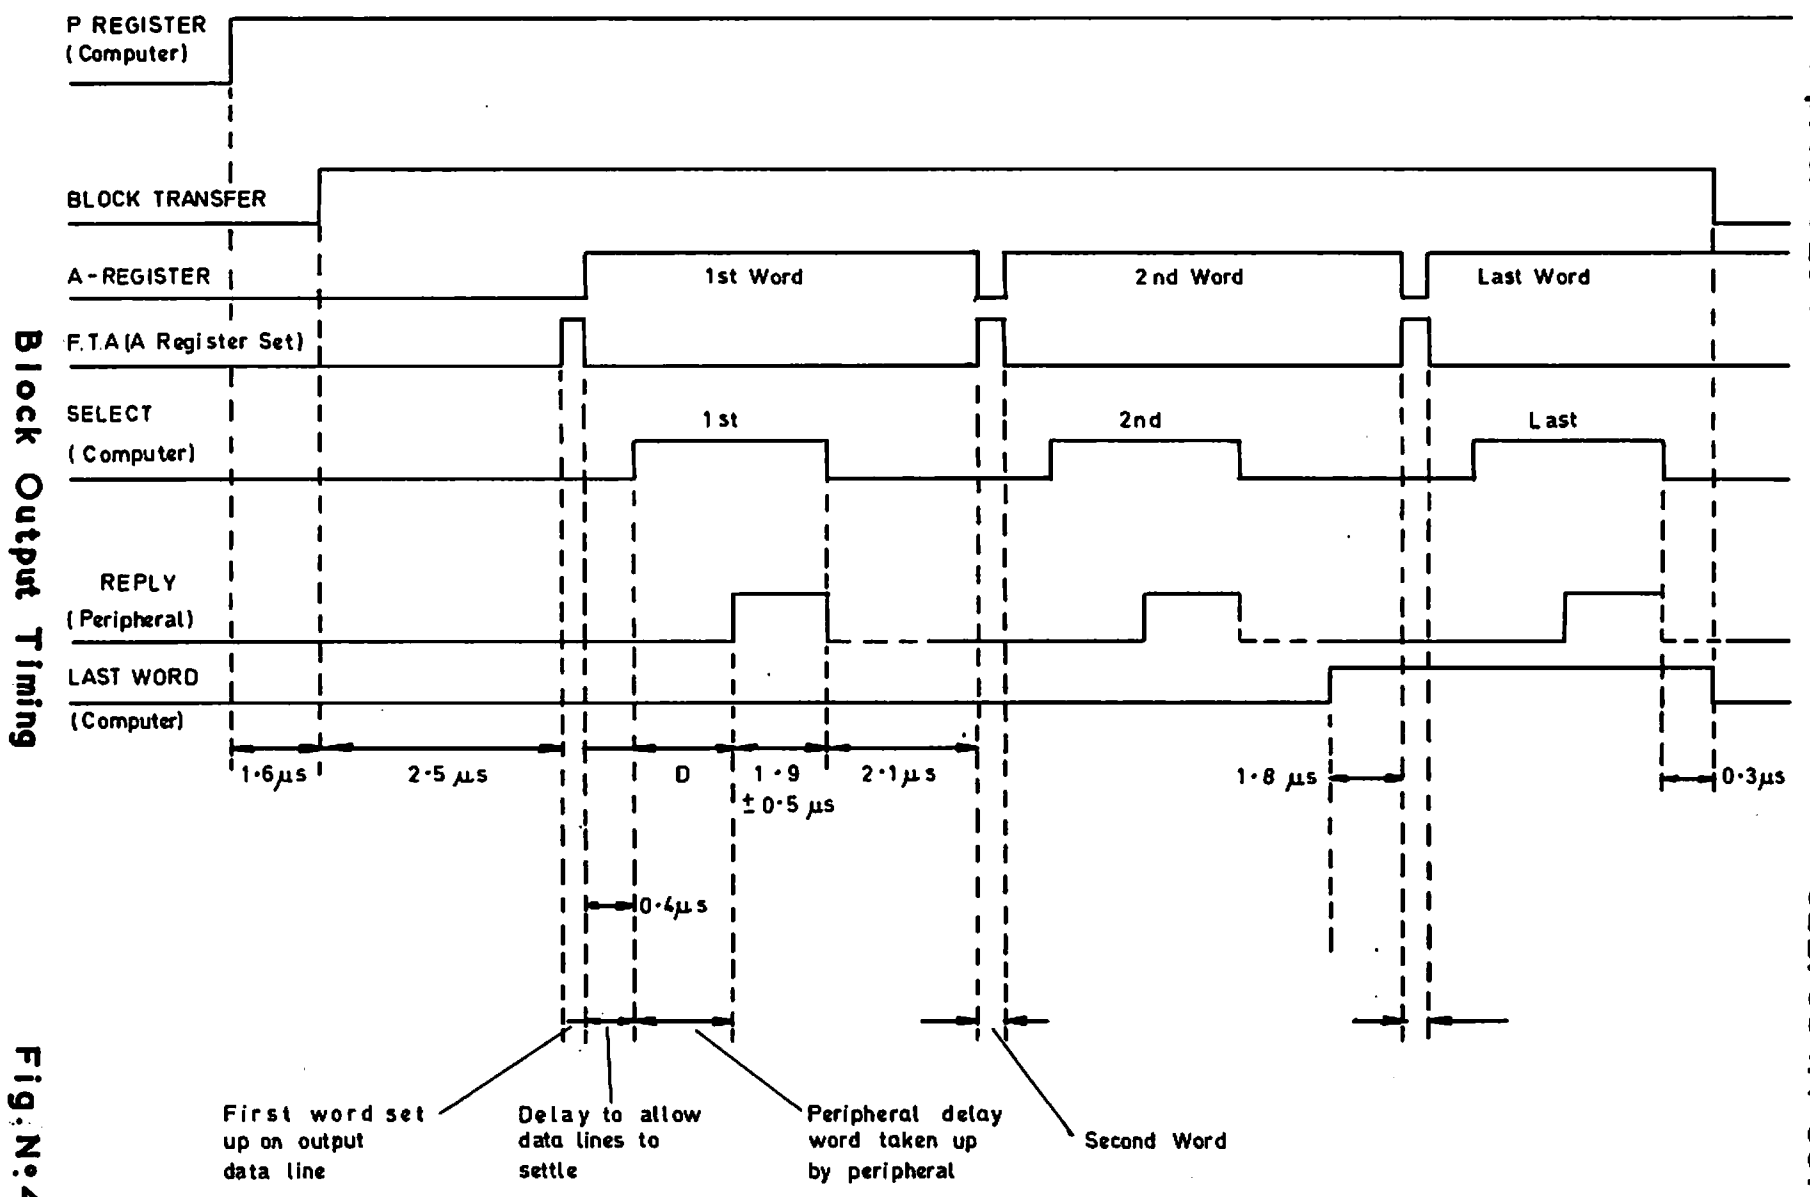 P REGISTER
(Computer)
BLOCK TRANSFER
A-REGISTER
1st Word
2nd Word
Last Word
F.T.A (A Register Set)
SELECT
(Computer)
1st
2nd
Last
REPLY
(Peripheral)
LAST WORD
(Computer)
1·6μs
2·5 μs
D
1·9
±0·5 μs
2·1μs
1·8 μs
0·3μs
0·4μs
First word set
up on output
data line
Delay to allow
data lines to
settle
Peripheral delay
word taken up
by peripheral
Second Word
Block Output Timing
Fig.Nº.4